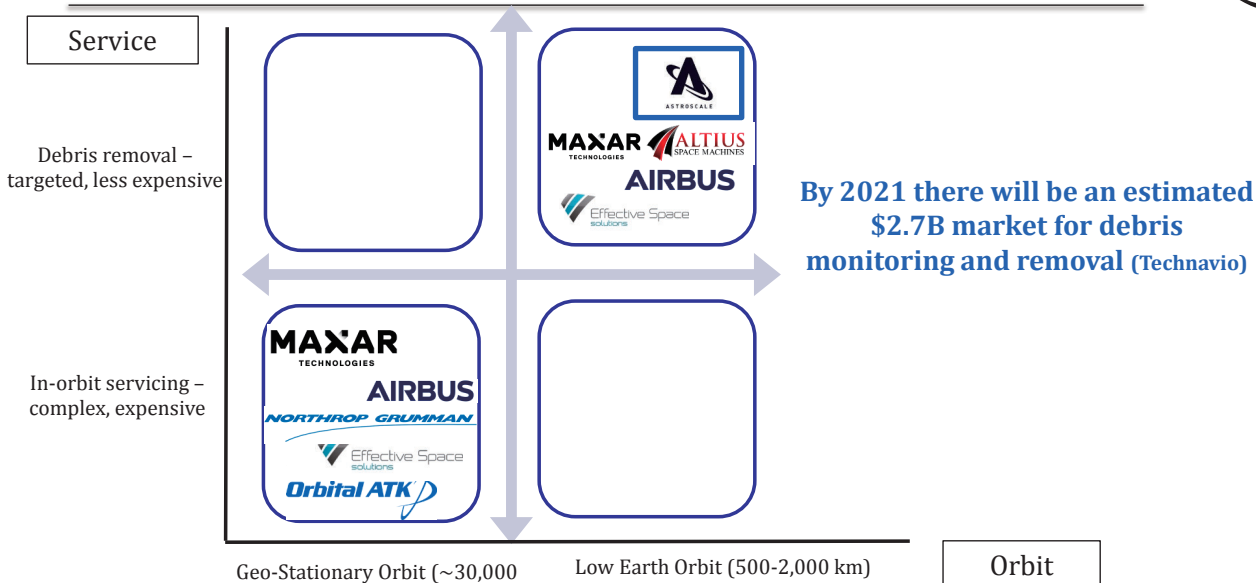 Service
ASTROSCALE
MAXAR
TECHNOLOGIES
ALTIUS
SPACE MACHINES
AIRBUS
Effective Space
solutions
Debris removal –
targeted, less expensive
By 2021 there will be an estimated
$2.7B market for debris
monitoring and removal (Technavio)
MAXAR
TECHNOLOGIES
AIRBUS
NORTHROP GRUMMAN
Effective Space
solutions
Orbital ATK
In-orbit servicing –
complex, expensive
Geo-Stationary Orbit (~30,000
Low Earth Orbit (500-2,000 km)
Orbit